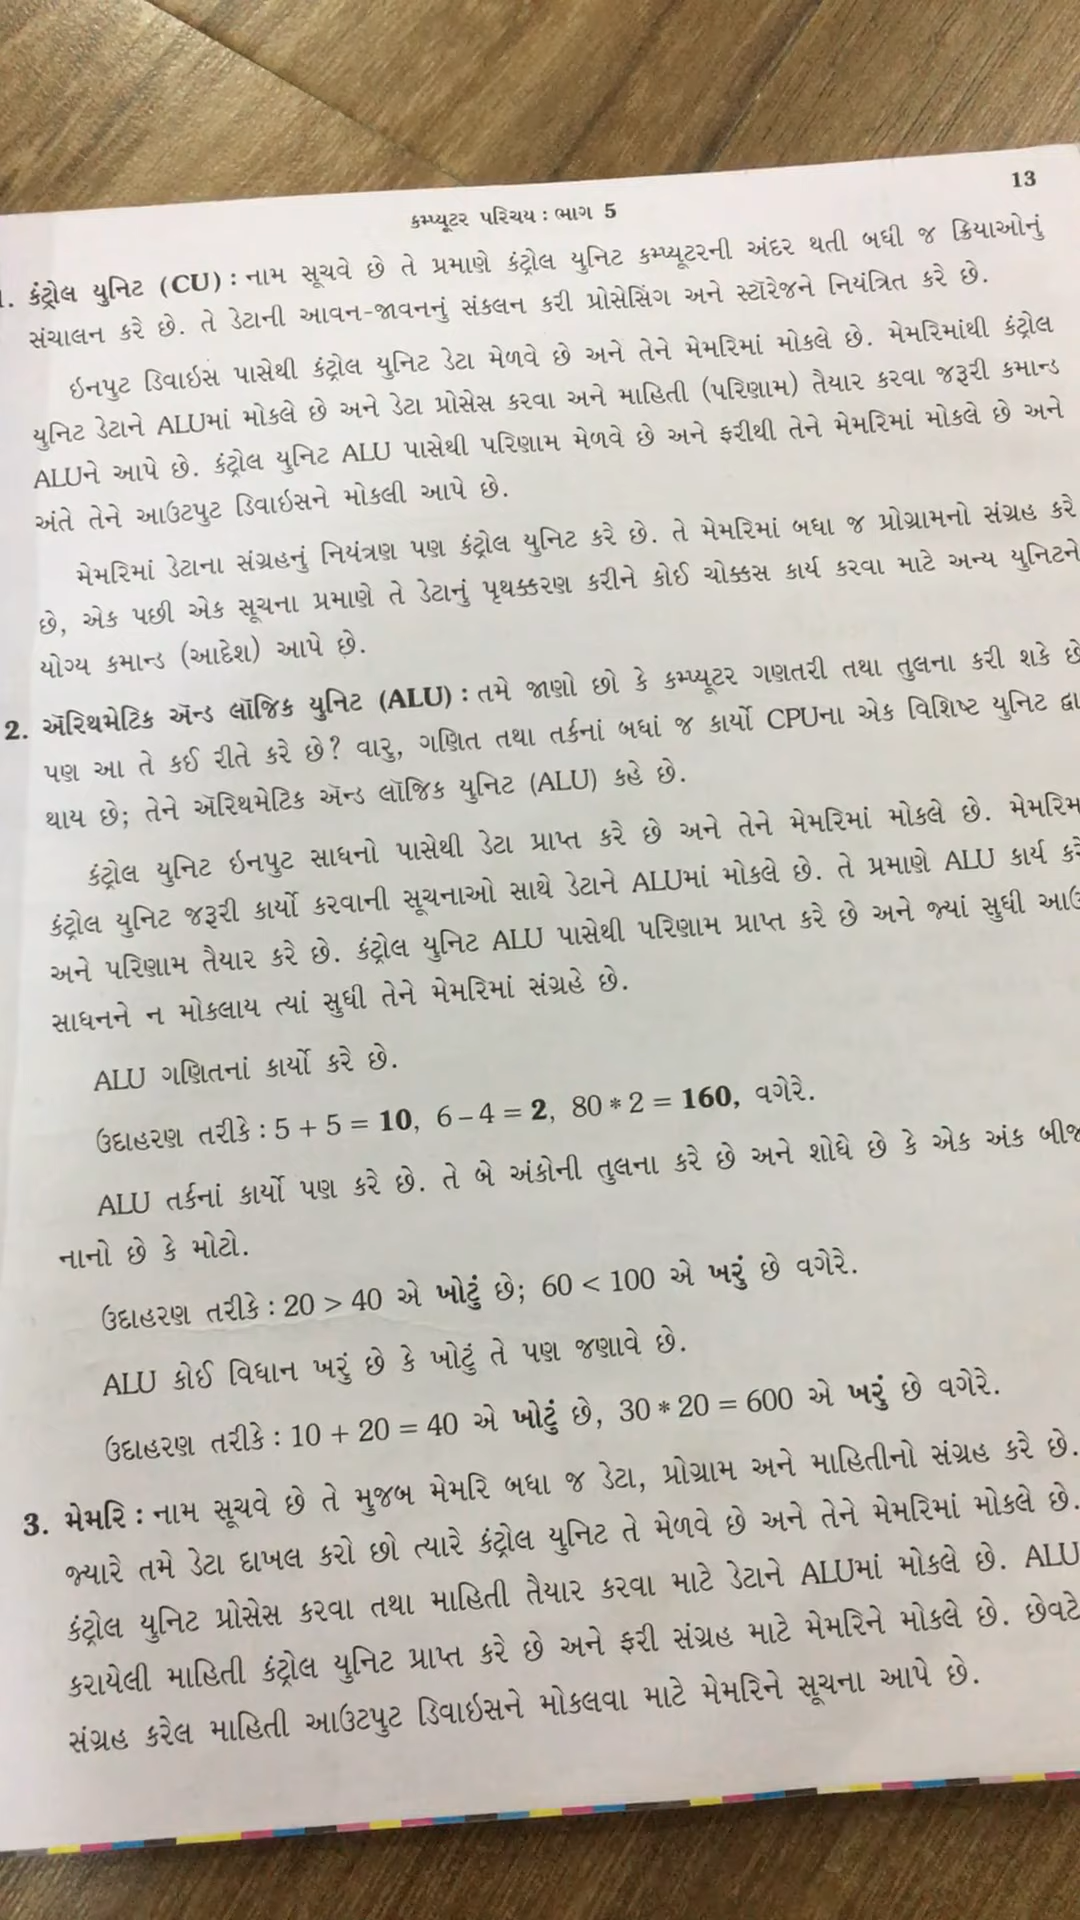 13
કમ્પ્યૂટર પરિચય : ભાગ 5
1. કંટ્રોલ યુનિટ (CU) : નામ સૂચવે છે તે પ્રમાણે કંટ્રોલ યુનિટ કમ્પ્યૂટરની અંદર થતી બધી જ ક્રિયાઓનું
સંચાલન કરે છે. તે ડેટાની આવન-જાવનનું સંકલન કરી પ્રોસેસિંગ અને સ્ટૉરેજને નિયંત્રિત કરે છે.
ઇનપુટ ડિવાઇસ પાસેથી કંટ્રોલ યુનિટ ડેટા મેળવે છે અને તેને મેમરિમાં મોકલે છે. મેમરિમાંથી કંટ્રોલ
યુનિટ ડેટાને ALUમાં મોકલે છે અને ડેટા પ્રોસેસ કરવા અને માહિતી (પરિણામ) તૈયાર કરવા જરૂરી કમાન્ડ
ALUને આપે છે. કંટ્રોલ યુનિટ ALU પાસેથી પરિણામ મેળવે છે અને ફરીથી તેને મેમરિમાં મોકલે છે અને
અંતે તેને આઉટપુટ ડિવાઇસને મોકલી આપે છે.
મેમરિમાં ડેટાના સંગ્રહનું નિયંત્રણ પણ કંટ્રોલ યુનિટ કરે છે. તે મેમરિમાં બધા જ પ્રોગ્રામનો સંગ્રહ કરે
છે, એક પછી એક સૂચના પ્રમાણે તે ડેટાનું પૃથક્કરણ કરીને કોઈ ચોક્કસ કાર્ય કરવા માટે અન્ય યુનિટને
યોગ્ય કમાન્ડ (આદેશ) આપે છે.
2. ઍરિથમેટિક ઍન્ડ લૉજિક યુનિટ (ALU) : તમે જાણો છો કે કમ્પ્યૂટર ગણતરી તથા તુલના કરી શકે છે
પણ આ તે કઈ રીતે કરે છે? વારુ, ગણિત તથા તર્કનાં બધાં જ કાર્યો CPUના એક વિશિષ્ટ યુનિટ દ્વા
થાય છે; તેને ઍરિથમેટિક ઍન્ડ લૉજિક યુનિટ (ALU) કહે છે.
કંટ્રોલ યુનિટ ઇનપુટ સાધનો પાસેથી ડેટા પ્રાપ્ત કરે છે અને તેને મેમરિમાં મોકલે છે. મેમરિમ
કંટ્રોલ યુનિટ જરૂરી કાર્યો કરવાની સૂચનાઓ સાથે ડેટાને ALUમાં મોકલે છે. તે પ્રમાણે ALU કાર્ય કરે
અને પરિણામ તૈયાર કરે છે. કંટ્રોલ યુનિટ ALU પાસેથી પરિણામ પ્રાપ્ત કરે છે અને જ્યાં સુધી આઉ
સાધનને ન મોકલાય ત્યાં સુધી તેને મેમરિમાં સંગ્રહે છે.
ALU ગણિતનાં કાર્યો કરે છે.
ઉદાહરણ તરીકે : 5 + 5 = 10, 6 – 4 = 2, 80 * 2 = 160, વગેરે.
ALU તર્કનાં કાર્યો પણ કરે છે. તે બે અંકોની તુલના કરે છે અને શોધે છે કે એક અંક બીજ
નાનો છે કે મોટો.
ઉદાહરણ તરીકે : 20 > 40 એ ખોટું છે; 60 < 100 એ ખરું છે વગેરે.
ALU કોઈ વિધાન ખરું છે કે ખોટું તે પણ જણાવે છે.
ઉદાહરણ તરીકે : 10 + 20 = 40 એ ખોટું છે, 30 * 20 = 600 એ ખરું છે વગેરે.
3. મેમરિ : નામ સૂચવે છે તે મુજબ મેમરિ બધા જ ડેટા, પ્રોગ્રામ અને માહિતીનો સંગ્રહ કરે છે.
જ્યારે તમે ડેટા દાખલ કરો છો ત્યારે કંટ્રોલ યુનિટ તે મેળવે છે અને તેને મેમરિમાં મોકલે છે.
કંટ્રોલ યુનિટ પ્રોસેસ કરવા તથા માહિતી તૈયાર કરવા માટે ડેટાને ALUમાં મોકલે છે. ALU
કરાયેલી માહિતી કંટ્રોલ યુનિટ પ્રાપ્ત કરે છે અને ફરી સંગ્રહ માટે મેમરિને મોકલે છે. છેવટે
સંગ્રહ કરેલ માહિતી આઉટપુટ ડિવાઇસને મોકલવા માટે મેમરિને સૂચના આપે છે.